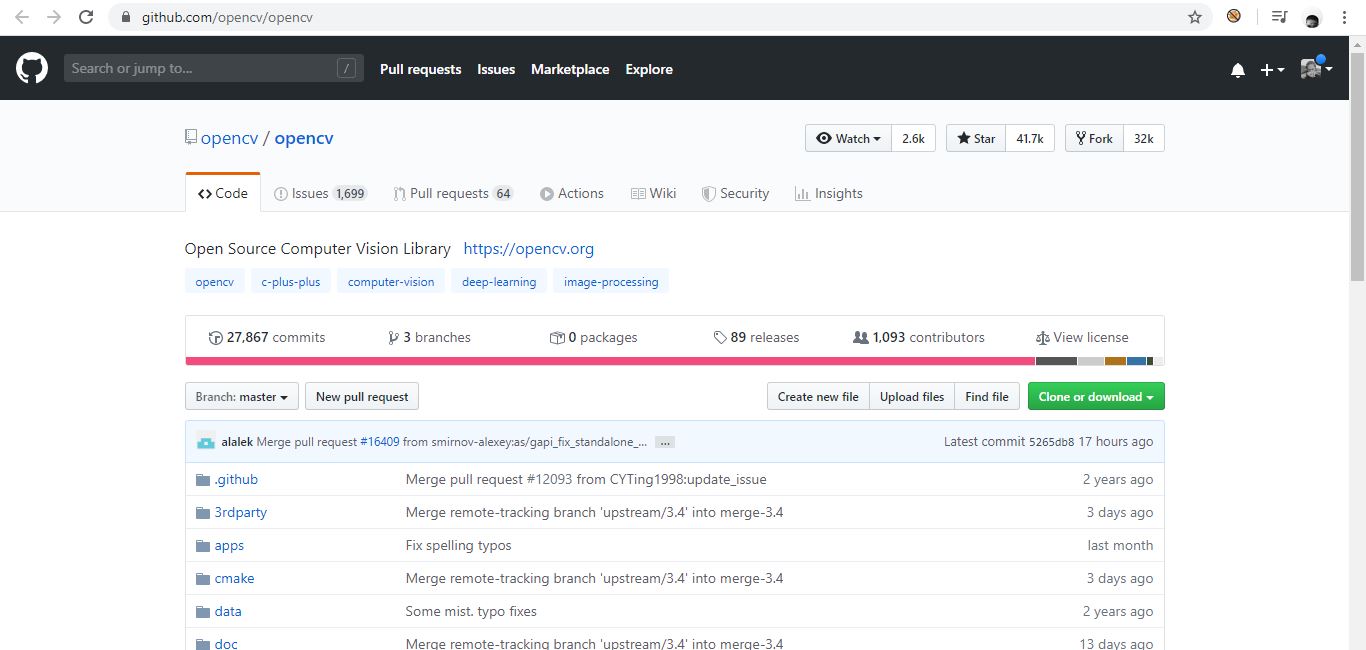 github.com/opencv/opencv
Search or jump to... / Pull requests Issues Marketplace Explore
opencv / opencv Watch 2.6k Star 41.7k Fork 32k
Code Issues 1,699 Pull requests 64 Actions Wiki Security Insights
Open Source Computer Vision Library https://opencv.org
opencv c-plus-plus computer-vision deep-learning image-processing
27,867 commits 3 branches 0 packages 89 releases 1,093 contributors View license
Branch: master New pull request Create new file Upload files Find file Clone or download
alalek Merge pull request #16409 from smirnov-alexey:as/gapi_fix_standalone_... ... Latest commit 5265db8 17 hours ago
.github Merge pull request #12093 from CYTing1998:update_issue 2 years ago
3rdparty Merge remote-tracking branch 'upstream/3.4' into merge-3.4 3 days ago
apps Fix spelling typos last month
cmake Merge remote-tracking branch 'upstream/3.4' into merge-3.4 3 days ago
data Some mist. typo fixes 2 years ago
doc Merge remote-tracking branch 'upstream/3.4' into merge-3.4 13 days ago